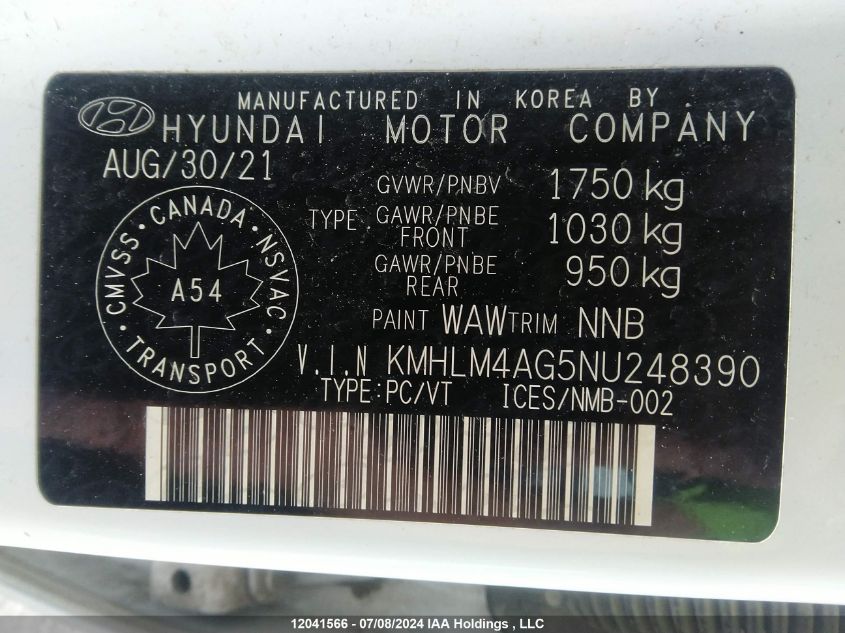 MANUFACTURED IN KOREA BY
HYUNDAI MOTOR COMPANY
AUG/30/21
GVWR/PNBV 1750 kg
TYPE GAWR/PNBE FRONT 1030 kg
GAWR/PNBE REAR 950 kg
PAINT WAW TRIM NNB
V.I.N KMHLM4AG5NU248390
TYPE:PC/VT ICES/NMB-002
CMVSS • CANADA • NSVAC • TRANSPORT •
A54
12041566 - 07/08/2024 IAA Holdings, LLC